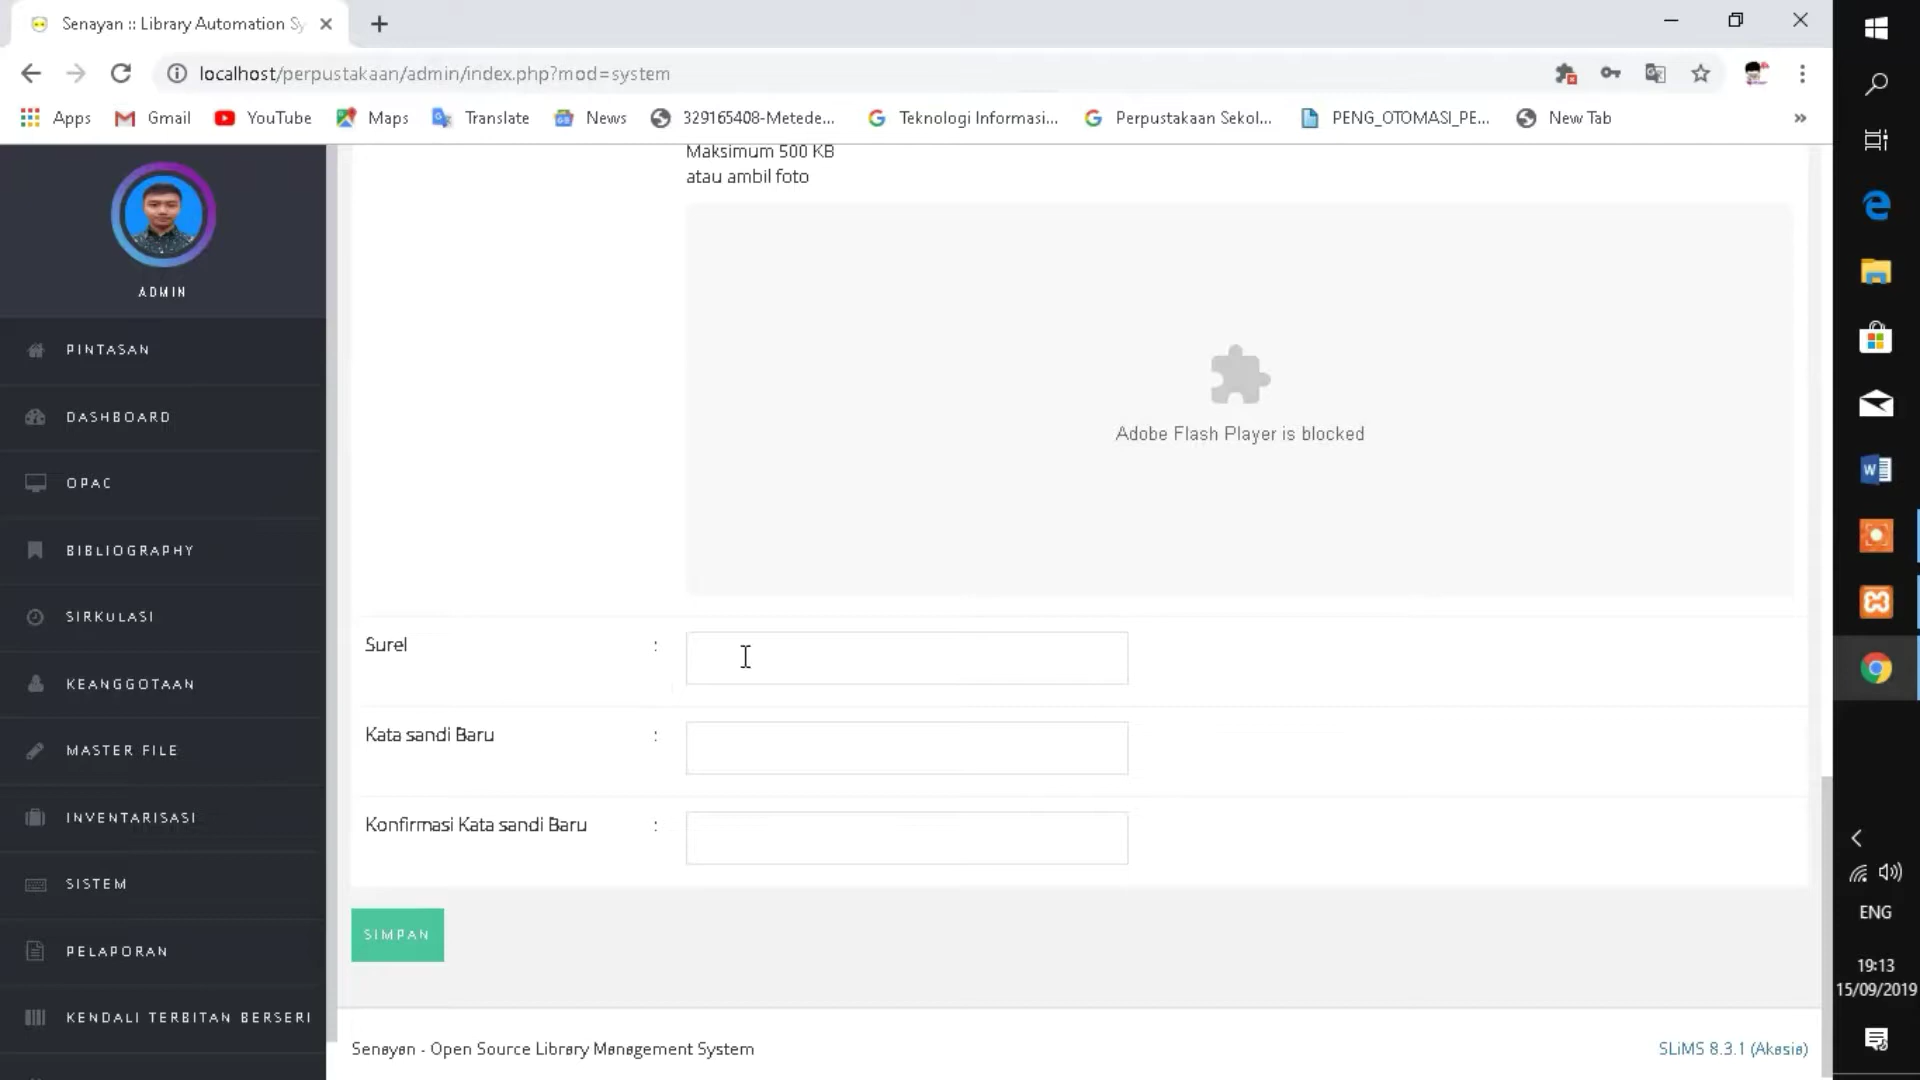 Senayan :: Library Automation Sy
localhost/perpustakaan/admin/index.php?mod=system
Apps Gmail YouTube Maps Translate News 329165408-Metede... Teknologi Informasi... Perpustakaan Sekol... PENG_OTOMASI_PE... New Tab »
ADMIN
PINTASAN
DASHBOARD
OPAC
BIBLIOGRAPHY
SIRKULASI
KEANGGOTAAN
MASTER FILE
INVENTARISASI
SISTEM
PELAPORAN
KENDALI TERBITAN BERSERI
Maksimum 500 KB
atau ambil foto
Adobe Flash Player is blocked
Surel :
Kata sandi Baru :
Konfirmasi Kata sandi Baru :
SIMPAN
Senayan - Open Source Library Management System
SLiMS 8.3.1 (Akasia)
ENG
19:13
15/09/2019